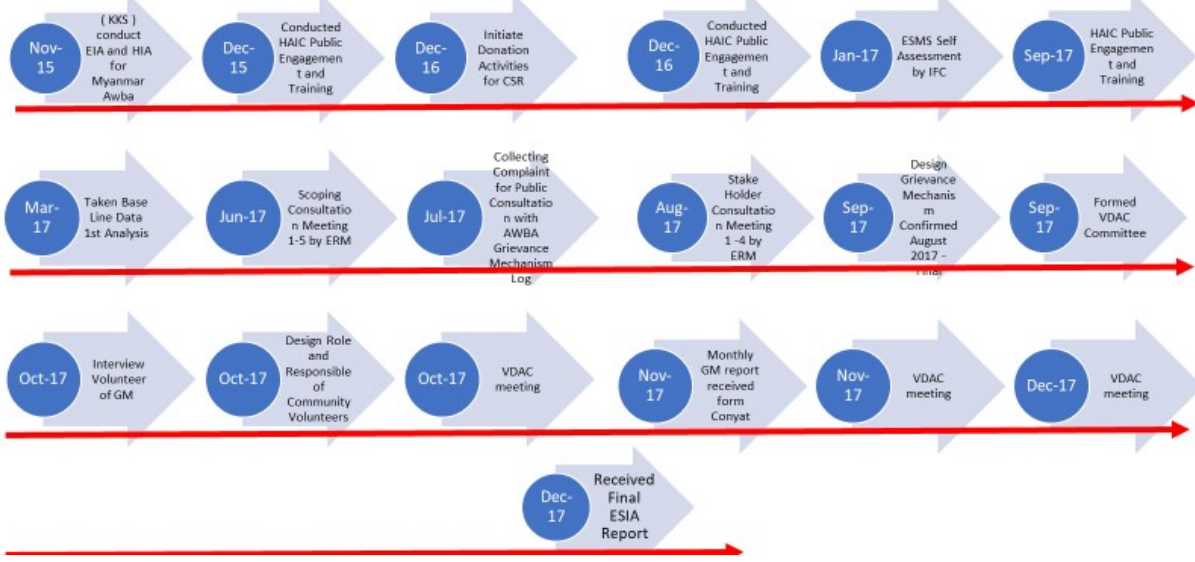 Nov-
15
( KKS )
conduct
EIA and HIA
for
Myanmar
Awba
Dec-
15
Conducted
HAIC Public
Engagemen
t and
Training
Dec-
16
Initiate
Donation
Activities
for CSR
Dec-
16
Conducted
HAIC Public
Engagemen
t and
Training
Jan-17
ESMS Self
Assessment
by IFC
Sep-17
HAIC Public
Engagemen
t and
Training
Mar-
17
Taken Base
Line Data
1st Analysis
Jun-17
Scoping
Consultatio
n Meeting
1-5 by ERM
Jul-17
Collecting
Complaint
for Public
Consultatio
n with
AWBA
Grievance
Mechanism
Log
Aug-
17
Stake
Holder
Consultatio
n Meeting
1 -4 by
ERM
Sep-
17
Design
Grievance
Mechanis
m
Confirmed
August
2017 -
Final
Sep-
17
Formed
VDAC
Committee
Oct-17
Interview
Volunteer
of GM
Oct-17
Design Role
and
Responsible
of
Community
Volunteers
Oct-17
VDAC
meeting
Nov-
17
Monthly
GM report
received
form
Conyat
Nov-
17
VDAC
meeting
Dec-17
VDAC
meeting
Dec-
17
Received
Final
ESIA
Report